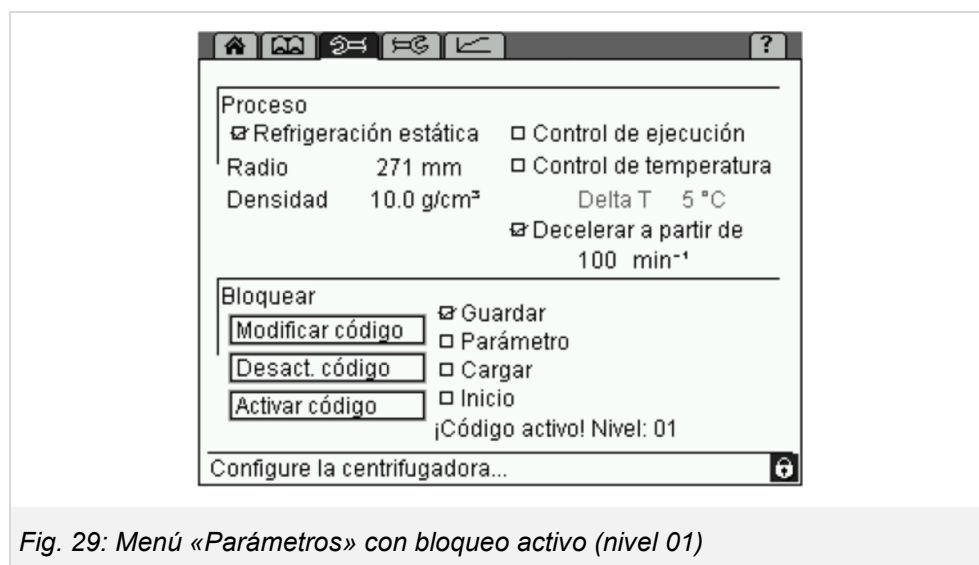 ?
Proceso
Refrigeración estática
Radio 271 mm
Densidad 10.0 g/cm³
Control de ejecución
Control de temperatura
Delta T 5 °C
Decelerar a partir de
100 min⁻¹
Bloquear
Modificar código
Desact. código
Activar código
Guardar
Parámetro
Cargar
Inicio
¡Código activo! Nivel: 01
Configure la centrifugadora...
Fig. 29: Menú «Parámetros» con bloqueo activo (nivel 01)